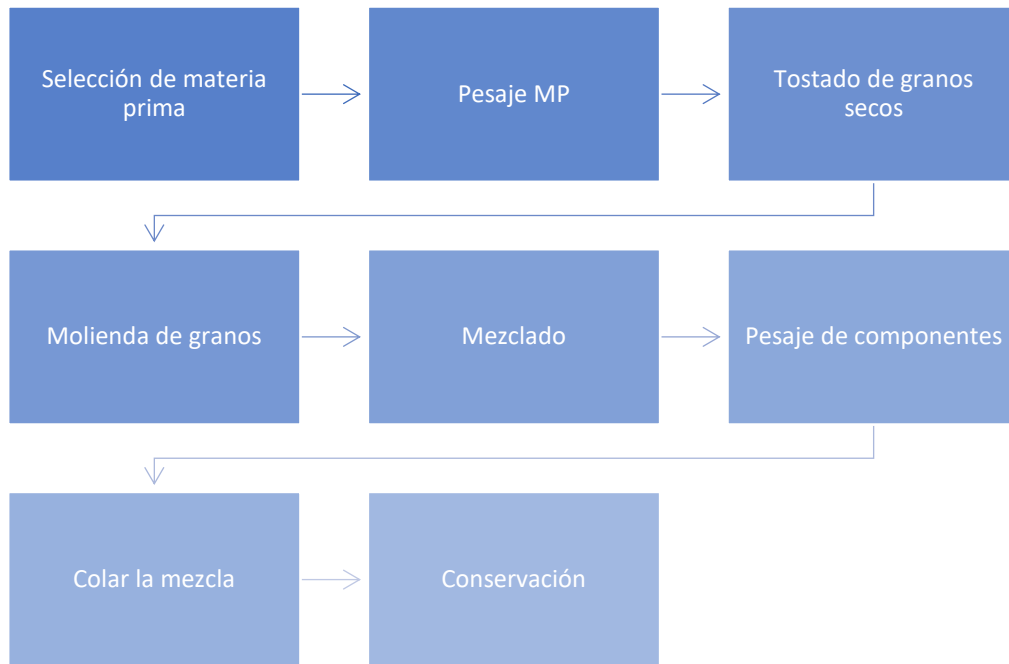 Selección de materia
prima
Pesaje MP
Tostado de granos
secos
Molienda de granos
Mezclado
Pesaje de componentes
Colar la mezcla
Conservación